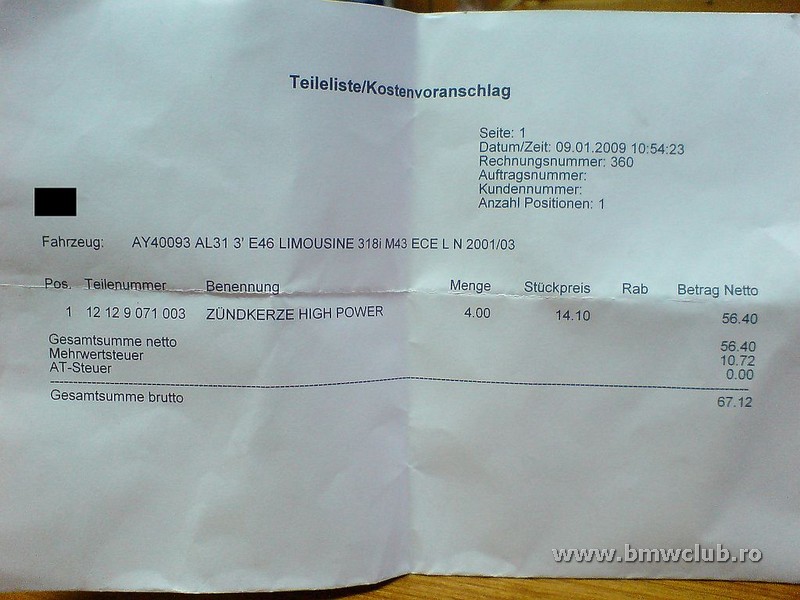 Teileliste/Kostenvoranschlag
Seite: 1
Datum/Zeit: 09.01.2009 10:54:23
Rechnungsnummer: 360
Auftragsnummer:
Kundennummer:
Anzahl Positionen: 1
Fahrzeug: AY40093 AL31 3' E46 LIMOUSINE 318i M43 ECE L N 2001/03
Pos. Teilenummer Benennung Menge Stückpreis Rab Betrag Netto
1 12 12 9 071 003 ZÜNDKERZE HIGH POWER 4.00 14.10 56.40
Gesamtsumme netto 56.40
Mehrwertsteuer 10.72
AT-Steuer 0.00
Gesamtsumme brutto 67.12
www.bmwclub.ro